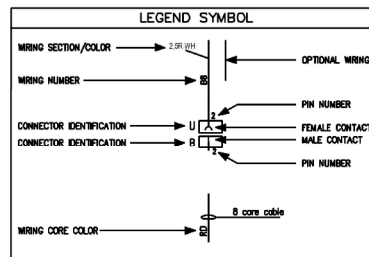 LEGEND SYMBOL
WIRING SECTION/COLOR 2,5R WH
OPTIONAL WIRING
WIRING NUMBER 88
2 PIN NUMBER
CONNECTOR IDENTIFICATION U FEMALE CONTACT
CONNECTOR IDENTIFICATION B MALE CONTACT
2 PIN NUMBER
8 core cable
WIRING CORE COLOR RD